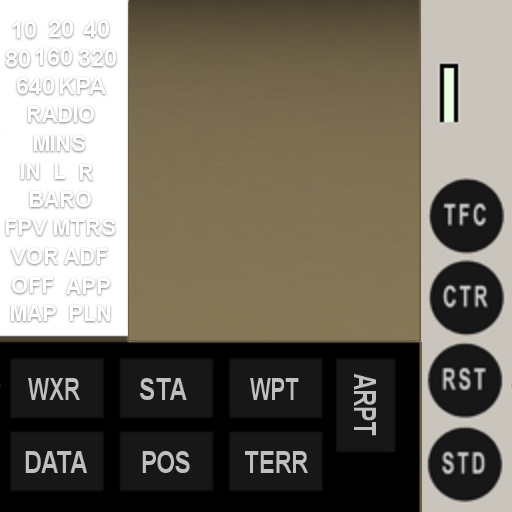 10 20 40
80 160 320
640 KPA
RADIO
MINS
IN L R
BARO
FPV MTRS
VOR ADF
OFF APP
MAP PLN
TFC
CTR
RST
STD
WXR STA WPT ARPT
DATA POS TERR